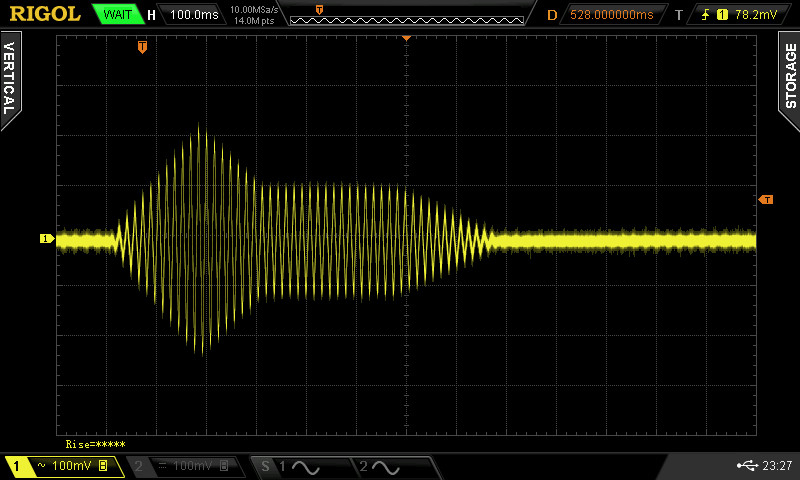 RIGOL WAIT H 100.0ms 10.00MSa/s D 528.000000ms T 1 78.2mV
14.0M pts
T
VERTICAL
STORAGE
T
1
Rise=*****
1 ~ 100mV 2 100mV S 1 2 23:27